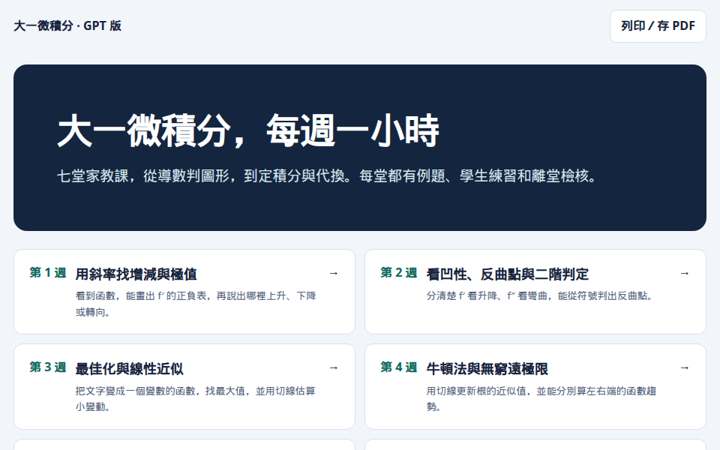 大一微積分 · GPT 版
列印 / 存 PDF
大一微積分，每週一小時
七堂家教課，從導數判圖形，到定積分與代換。每堂都有例題、學生練習和離堂檢核。
第 1 週 用斜率找增減與極值 →
看到函數，能畫出 f′ 的正負表，再說出哪裡上升、下降
或轉向。
第 2 週 看凹性、反曲點與二階判定 →
分清楚 f′ 看升降、f″ 看彎曲，能從符號判出反曲點。
第 3 週 最佳化與線性近似 →
把文字變成一個變數的函數，找最大值，並用切線估算
小變動。
第 4 週 牛頓法與無窮遠極限 →
用切線更新根的近似值，並能分別算左右端的函數趨
勢。